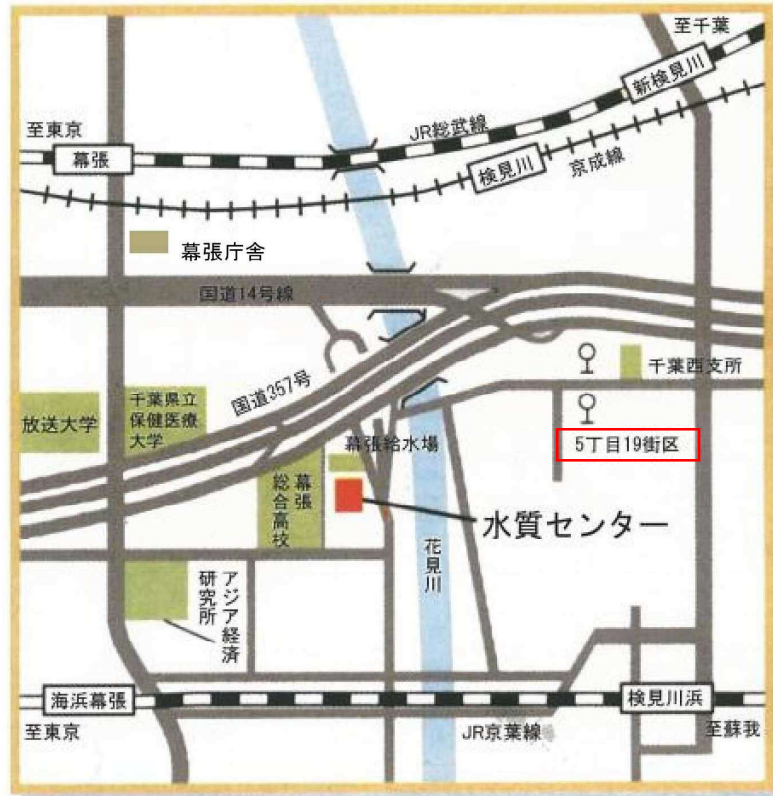 至千葉
新検見川
JR総武線
至東京
幕張
検見川
京成線
幕張庁舎
国道14号線
国道357号
千葉西支所
放送大学
千葉県立
保健医療
大学
幕張給水場
5丁目19街区
幕張
総合高校
水質センター
花見川
アジア経済
研究所
海浜幕張
検見川浜
至東京
JR京葉線
至蘇我